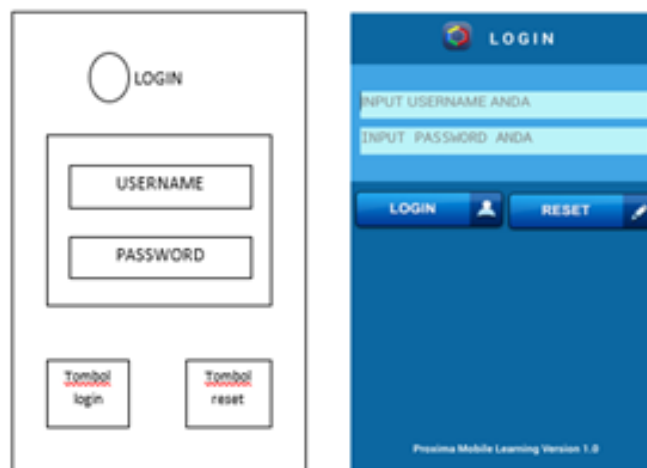 LOGIN
USERNAME
PASSWORD
Tombol
login
Tombol
reset
LOGIN
INPUT USERNAME ANDA
INPUT PASSWORD ANDA
LOGIN
RESET
Proxima Mobile Learning Version 1.0